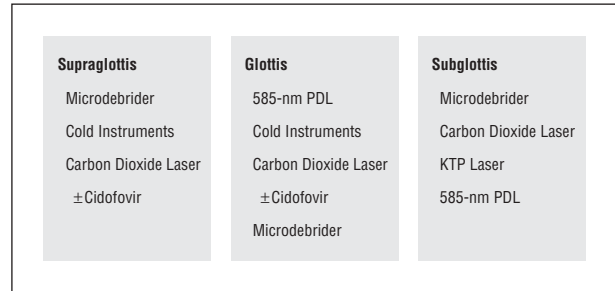 Supraglottis
Microdebrider
Cold Instruments
Carbon Dioxide Laser
±Cidofovir
Glottis
585-nm PDL
Cold Instruments
Carbon Dioxide Laser
±Cidofovir
Microdebrider
Subglottis
Microdebrider
Carbon Dioxide Laser
KTP Laser
585-nm PDL